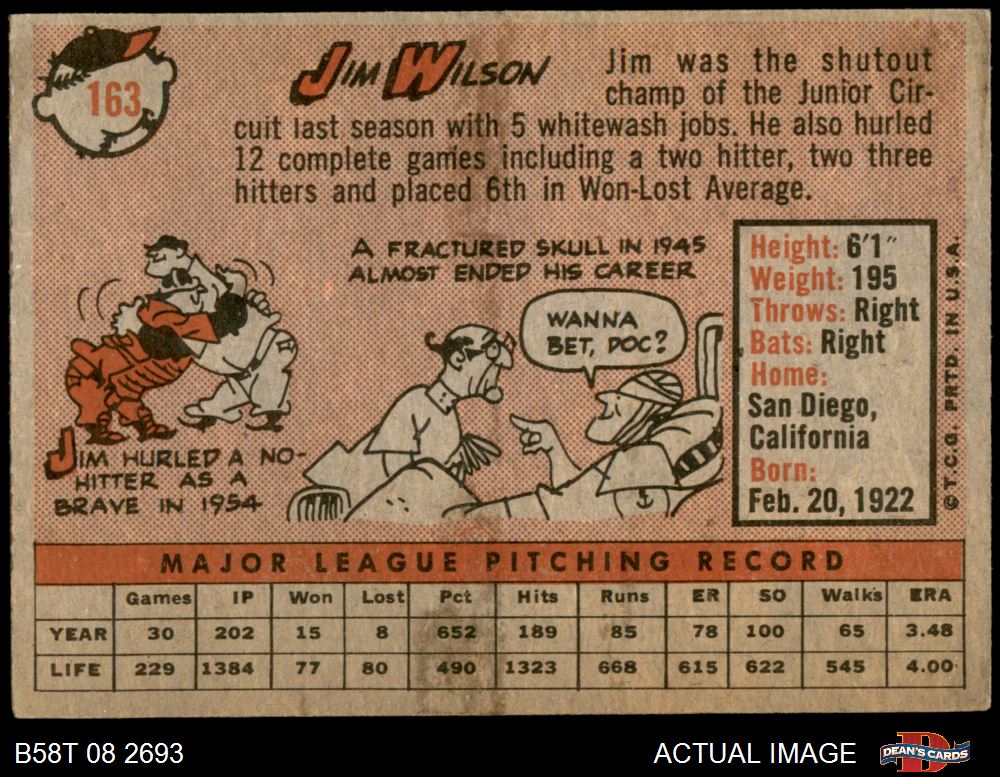 163
JIM WILSON
Jim was the shutout
champ of the Junior Cir-
cuit last season with 5 whitewash jobs. He also hurled
12 complete games including a two hitter, two three
hitters and placed 6th in Won-Lost Average.
A FRACTURED SKULL IN 1945
ALMOST ENDED HIS CAREER
WANNA
BET, DOC?
JIM HURLED A NO-
HITTER AS A
BRAVE IN 1954
Height: 6'1"
Weight: 195
Throws: Right
Bats: Right
Home:
San Diego,
California
Born:
Feb. 20, 1922
© T.C.G. PRTD. IN U.S.A.
MAJOR LEAGUE PITCHING RECORD
Games IP Won Lost Pct Hits Runs ER SO Walks ERA
YEAR 30 202 15 8 652 189 85 78 100 65 3.48
LIFE 229 1384 77 80 490 1323 668 615 622 545 4.00
B58T 08 2693
ACTUAL IMAGE
D
DEAN'S CARDS